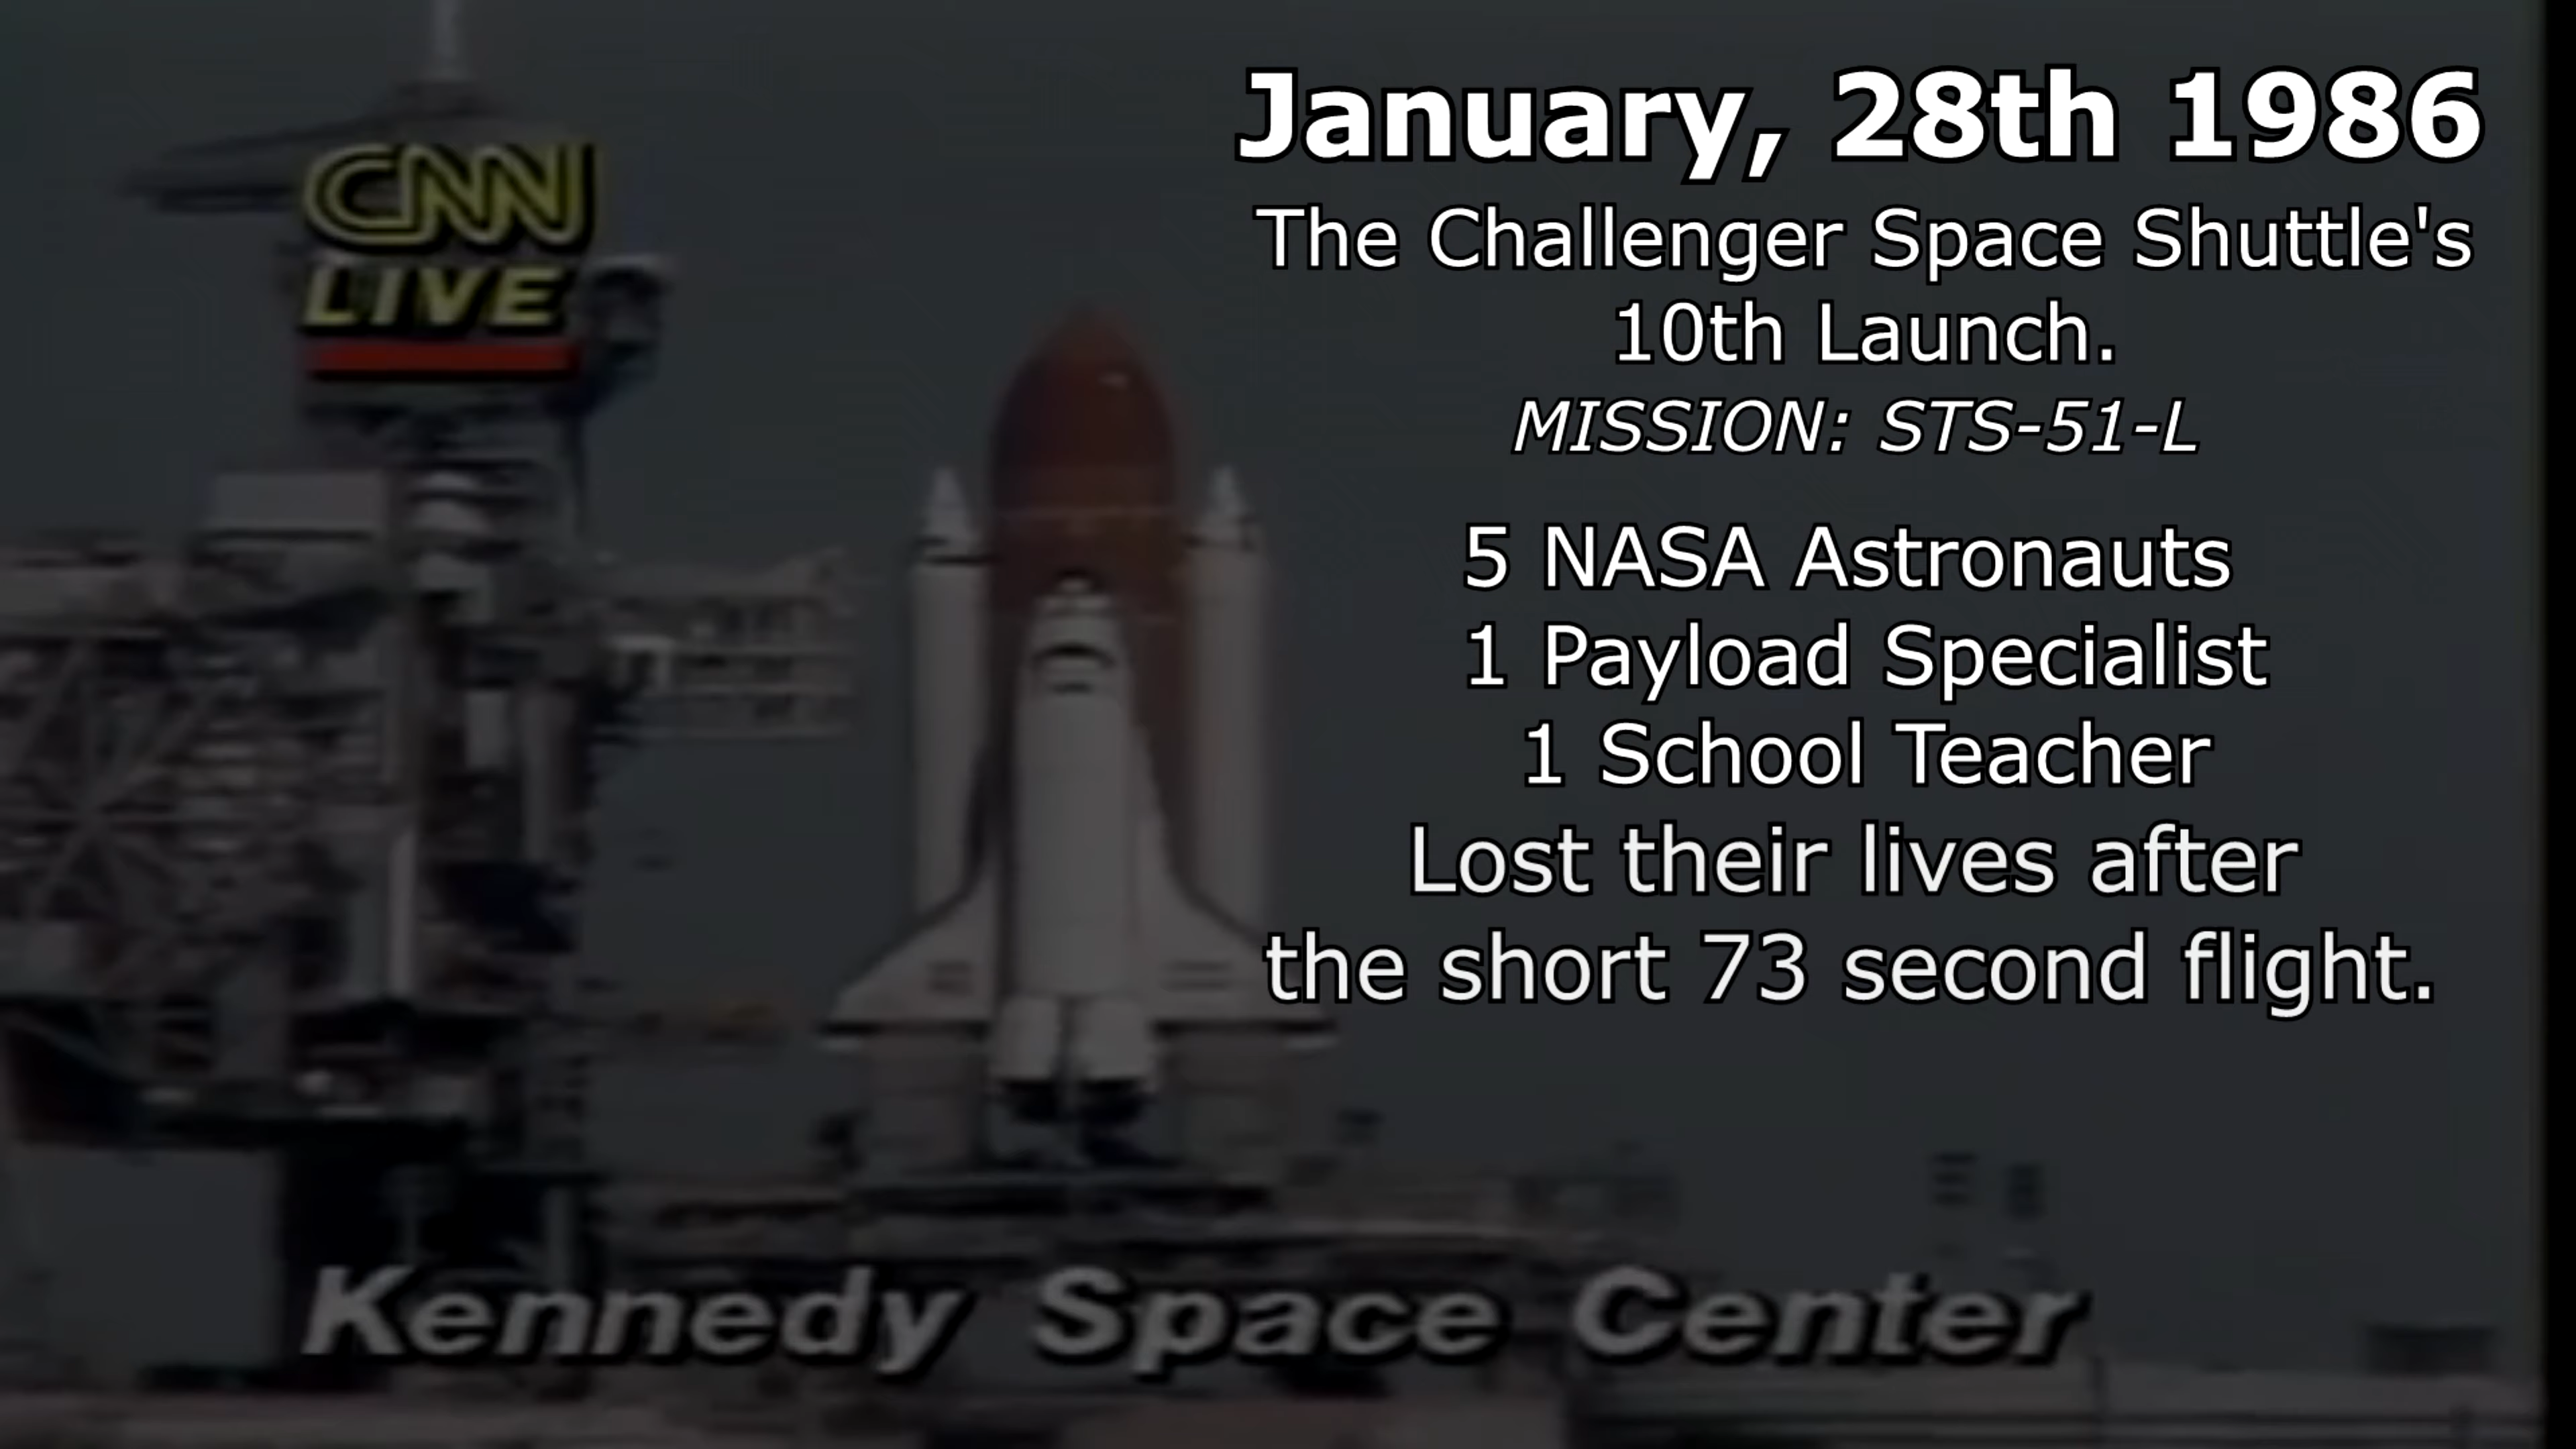 CNN
LIVE
January, 28th 1986
The Challenger Space Shuttle's
10th Launch.
MISSION: STS-51-L
5 NASA Astronauts
1 Payload Specialist
1 School Teacher
Lost their lives after
the short 73 second flight.
Kennedy Space Center